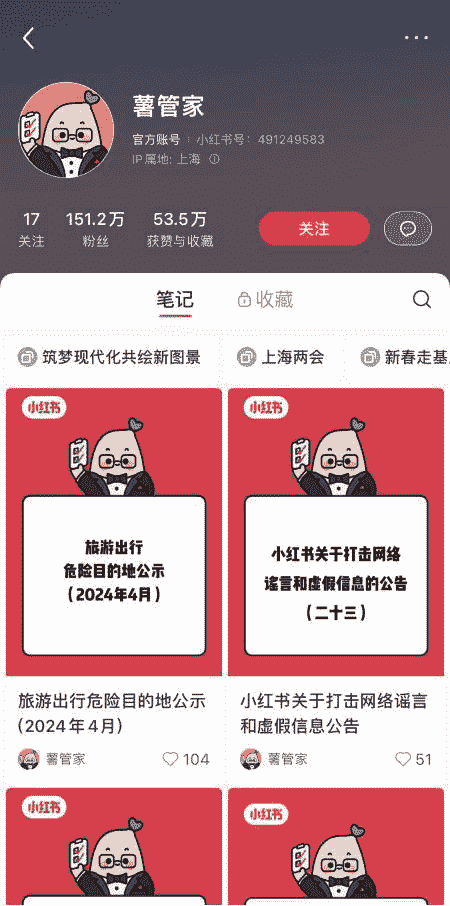 薯管家
官方账号 小红书号：491249583
IP属地: 上海
17 151.2万 53.5万
关注 粉丝 获赞与收藏
关注
笔记 收藏
筑梦现代化共绘新图景 上海两会 新春走基
小红书
旅游出行
危险目的地公示
（2024年4月）
小红书
小红书关于打击网络
谣言和虚假信息的公告
（二十三）
旅游出行危险目的地公示
(2024年4月)
薯管家 104
小红书关于打击网络谣言
和虚假信息公告
薯管家 51
小红书
小红书